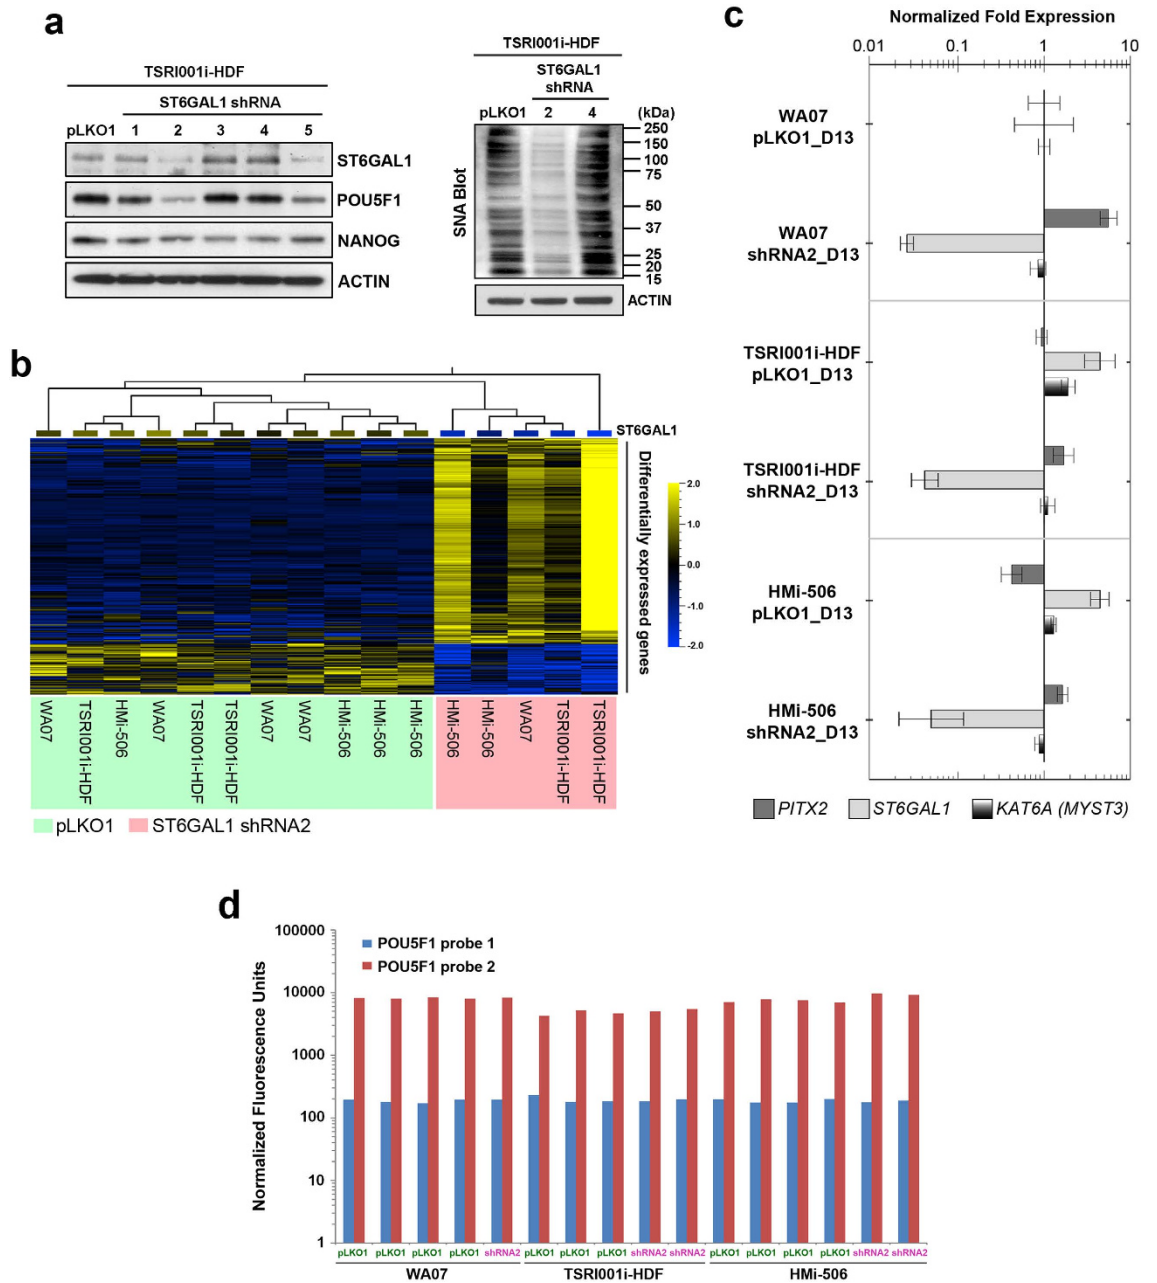 a
TSRI001i-HDF
ST6GAL1 shRNA
pLKO1 1 2 3 4 5
ST6GAL1
POU5F1
NANOG
ACTIN
TSRI001i-HDF
ST6GAL1
shRNA
pLKO1 2 4 (kDa)
250
150
100
75
50
37
25
20
15
SNA Blot
ACTIN
b
ST6GAL1
Differentially expressed genes
2.0
1.0
0.0
-1.0
-2.0
WA07
TSRI001i-HDF
HMi-506
WA07
TSRI001i-HDF
TSRI001i-HDF
WA07
WA07
HMi-506
HMi-506
HMi-506
HMi-506
HMi-506
WA07
TSRI001i-HDF
TSRI001i-HDF
pLKO1
ST6GAL1 shRNA2
c
Normalized Fold Expression
0.01 0.1 1 10
WA07
pLKO1_D13
WA07
shRNA2_D13
TSRI001i-HDF
pLKO1_D13
TSRI001i-HDF
shRNA2_D13
HMi-506
pLKO1_D13
HMi-506
shRNA2_D13
PITX2
ST6GAL1
KAT6A (MYST3)
d
Normalized Fluorescence Units
100000
10000
1000
100
10
1
POU5F1 probe 1
POU5F1 probe 2
pLKO1 pLKO1 pLKO1 pLKO1 shRNA2 pLKO1 pLKO1 pLKO1 shRNA2 shRNA2 pLKO1 pLKO1 pLKO1 pLKO1 shRNA2 shRNA2
WA07 TSRI001i-HDF HMi-506